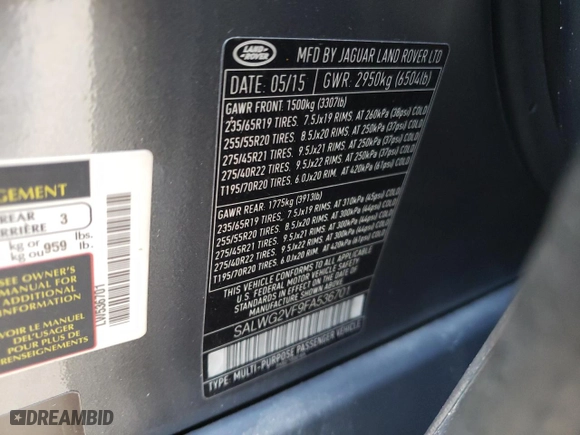 LAND
ROVER
MFD BY JAGUAR LAND ROVER LTD
DATE: 05/15 GWR: 2950kg (6504lb)
GAWR FRONT: 1500kg (3307lb)
235/65R19 TIRES. 7.5Jx19 RIMS. AT 260kPa (38psi) COLD
255/55R20 TIRES. 8.5Jx20 RIMS. AT 250kPa (37psi) COLD
275/45R21 TIRES. 9.5Jx21 RIMS. AT 250kPa (37psi) COLD
275/40R22 TIRES. 9.5Jx22 RIMS. AT 250kPa (37psi) COLD
T195/70R20 TIRES. 6.0Jx20 RIM. AT 420kPa (61psi) COLD
GAWR REAR: 1775kg (3913lb)
235/65R19 TIRES. 7.5Jx19 RIMS. AT 310kPa (45psi) COLD
255/55R20 TIRES. 8.5Jx20 RIMS. AT 300kPa (44psi) COLD
275/45R21 TIRES. 9.5Jx21 RIMS. AT 300kPa (44psi) COLD
275/40R22 TIRES. 9.5Jx22 RIMS. AT 300kPa (44psi) COLD
T195/70R20 TIRES. 6.0Jx20 RIM. AT 420kPa (61psi) COLD
THIS VEHICLE CONFORMS TO ALL APPLICABLE
U.S. FEDERAL MOTOR VEHICLE SAFETY AND
THEFT PREVENTION STANDARDS IN EFFECT ON
THE DATE OF MANUFACTURE SHOWN ABOVE.
SALWG2VF9FA536701
TYPE: MULTI-PURPOSE PASSENGER VEHICLE
REAR 3
kg or 959 lbs.
kg ou lb.
SEE OWNER'S
MANUAL FOR
ADDITIONAL
INFORMATION
VOIR LE
MANUEL
DE
L'USAGER
POUR PLUS DE
LW536701
DREAMBID